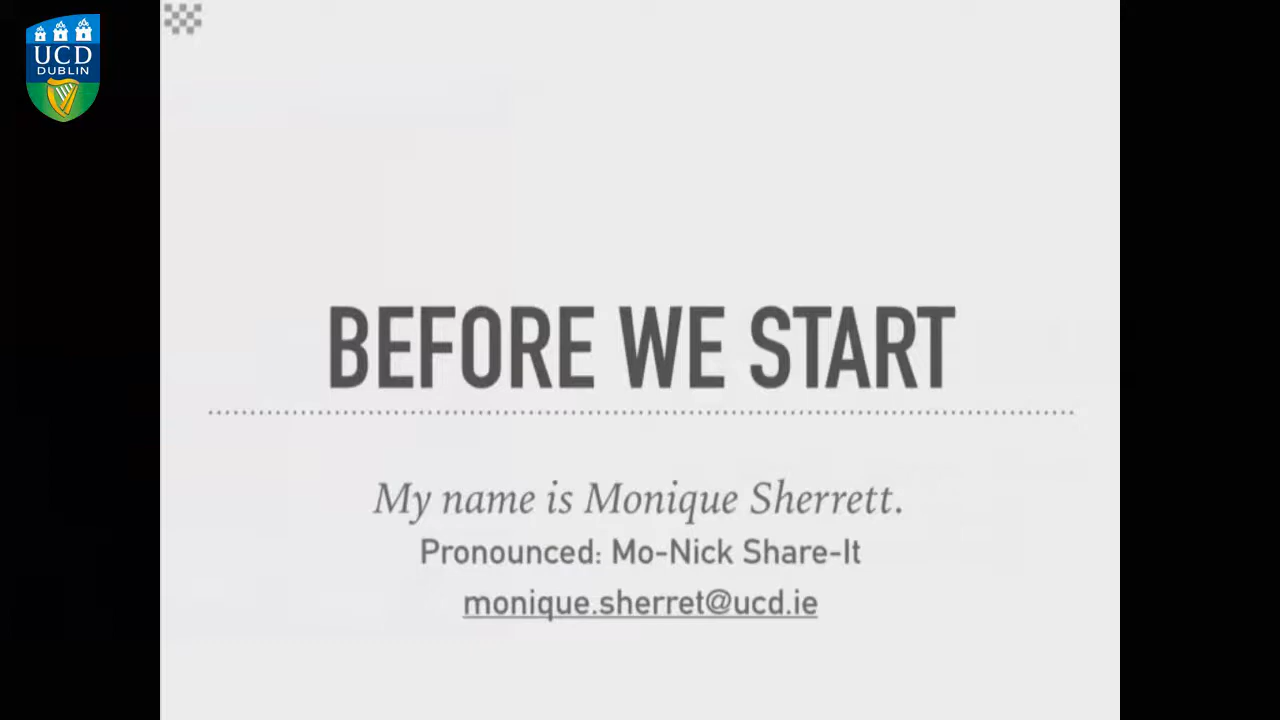 UCD
DUBLIN
BEFORE WE START
My name is Monique Sherrett.
Pronounced: Mo-Nick Share-It
monique.sherret@ucd.ie